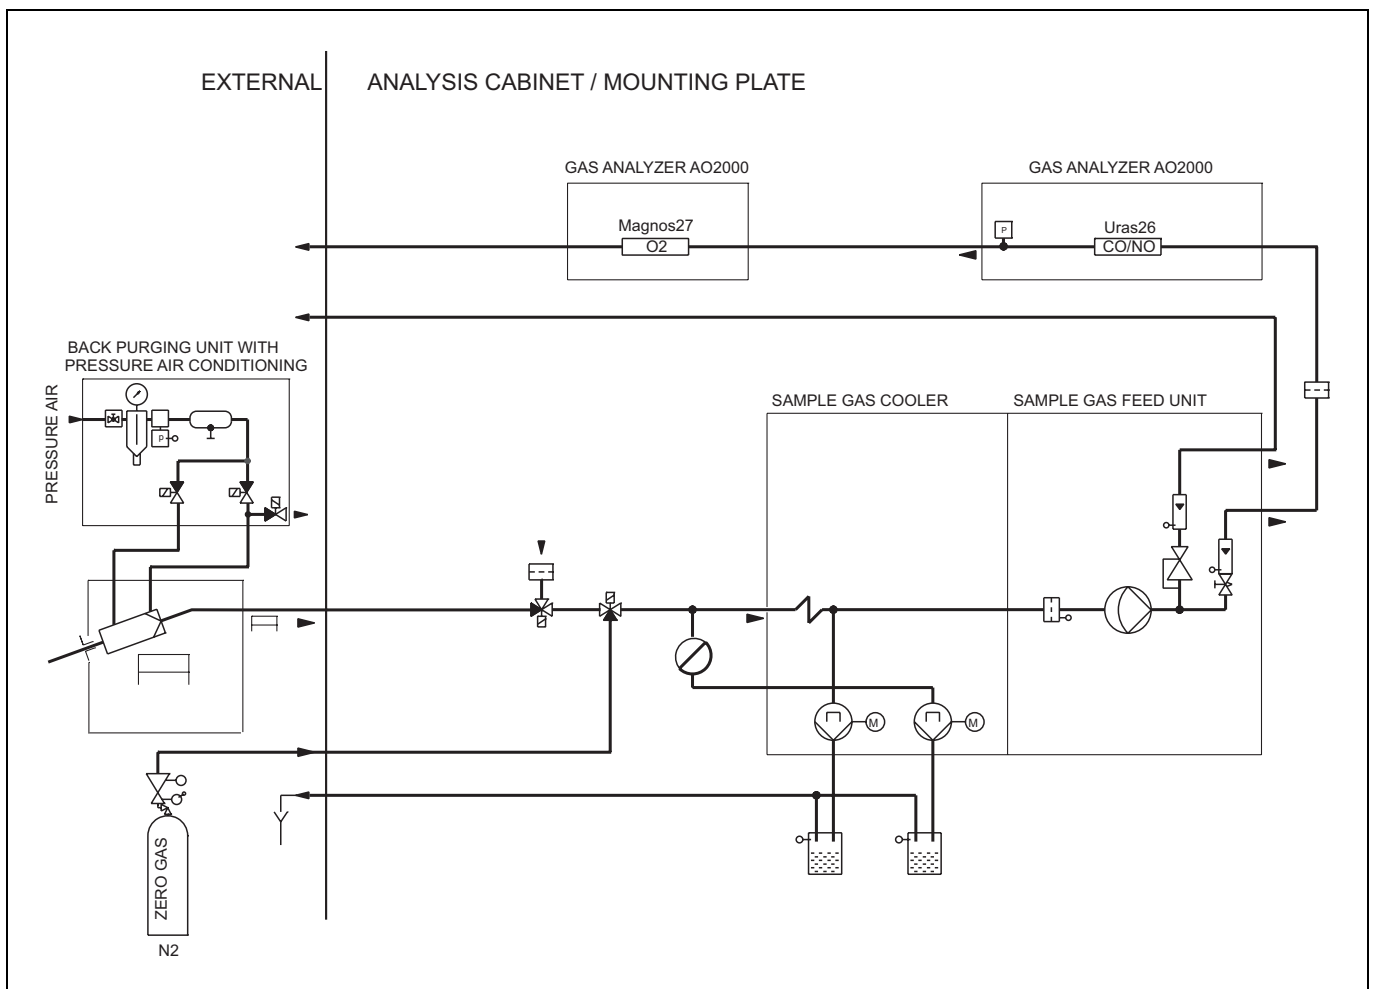 EXTERNAL
ANALYSIS CABINET / MOUNTING PLATE
GAS ANALYZER AO2000
GAS ANALYZER AO2000
Magnos27
O2
P
Uras26
CO/NO
BACK PURGING UNIT WITH
PRESSURE AIR CONDITIONING
PRESSURE AIR
p
SAMPLE GAS COOLER
SAMPLE GAS FEED UNIT
M
M
ZERO GAS
N2